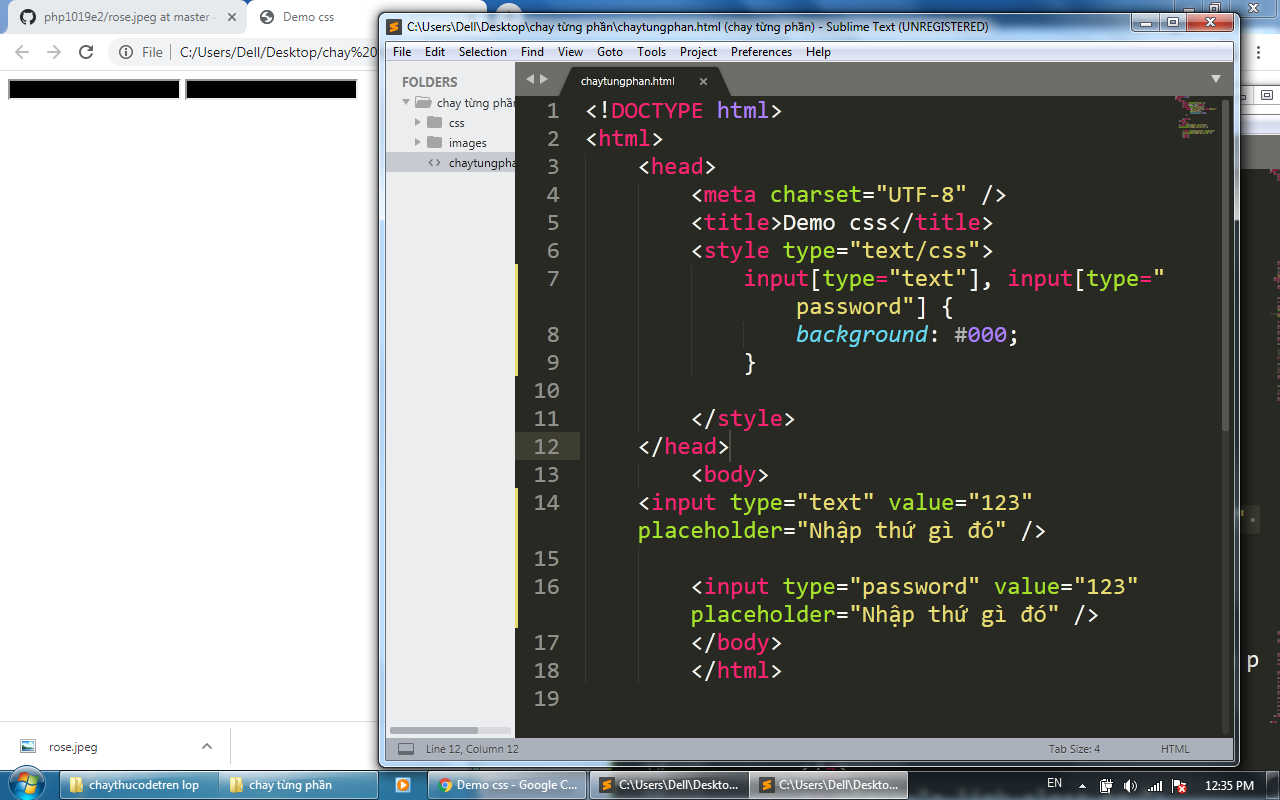 php1019e2/rose.jpeg at master
Demo css
File
C:/Users/Dell/Desktop/chay%20
C:\Users\Dell\Desktop\chay từng phần\chaytungphan.html (chay từng phần) - Sublime Text (UNREGISTERED)
File Edit Selection Find View Goto Tools Project Preferences Help
FOLDERS
chay từng phần
css
images
chaytungpha
chaytungphan.html
1 <!DOCTYPE html>
2 <html>
3 <head>
4 <meta charset="UTF-8" />
5 <title>Demo css</title>
6 <style type="text/css">
7 input[type="text"], input[type="
password"] {
8 background: #000;
9 }
10
11 </style>
12 </head>
13 <body>
14 <input type="text" value="123"
placeholder="Nhập thứ gì đó" />
15
16 <input type="password" value="123"
placeholder="Nhập thứ gì đó" />
17 </body>
18 </html>
19
p
rose.jpeg
Line 12, Column 12
Tab Size: 4
HTML
chaythucodetren lop
chay từng phần
Demo css - Google C...
C:\Users\Dell\Deskto...
C:\Users\Dell\Deskto...
EN
12:35 PM